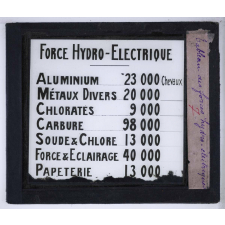 FORCE HYDRO-ELECTRIQUE
ALUMINIUM 23 000 Chevaux
MÉTAUX DIVERS 20 000
CHLORATES 9 000
CARBURE 98 000
SOUDE & CHLORE 13 000
FORCE & ECLAIRAGE 40 000
PAPETERIE 13 000